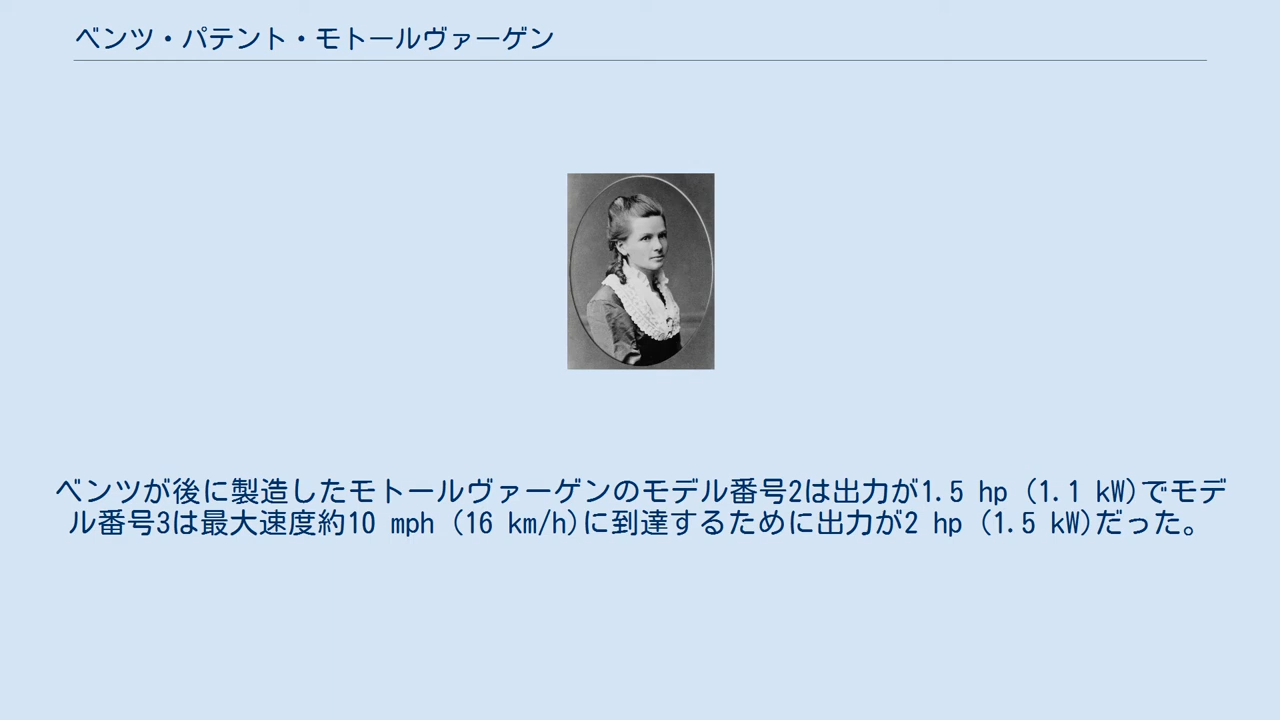 ベンツ・パテント・モトールヴァーゲン
ベンツが後に製造したモトールヴァーゲンのモデル番号2は出力が1.5 hp (1.1 kW)でモデ
ル番号3は最大速度約10 mph (16 km/h)に到達するために出力が2 hp (1.5 kW)だった。